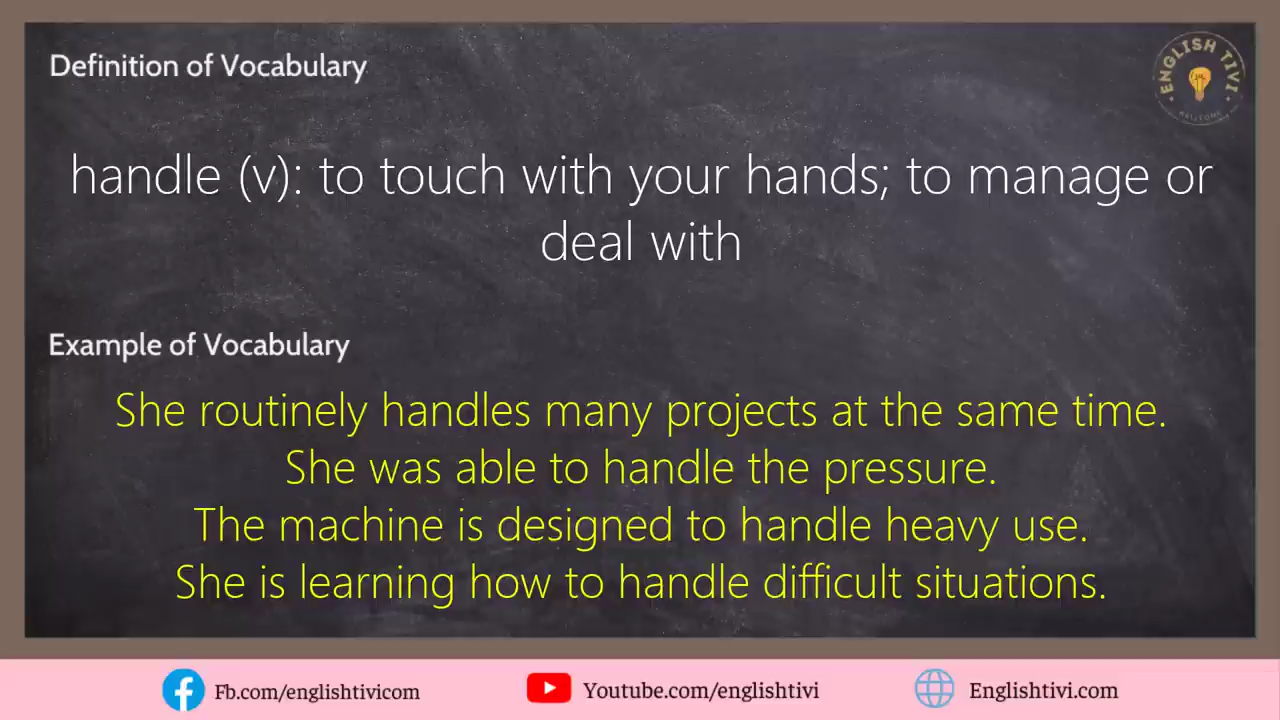 Definition of Vocabulary
ENGLISH TIVI
handle (v): to touch with your hands; to manage or
deal with
Example of Vocabulary
She routinely handles many projects at the same time.
She was able to handle the pressure.
The machine is designed to handle heavy use.
She is learning how to handle difficult situations.
Fb.com/englishtivicom
Youtube.com/englishtivi
Englishtivi.com